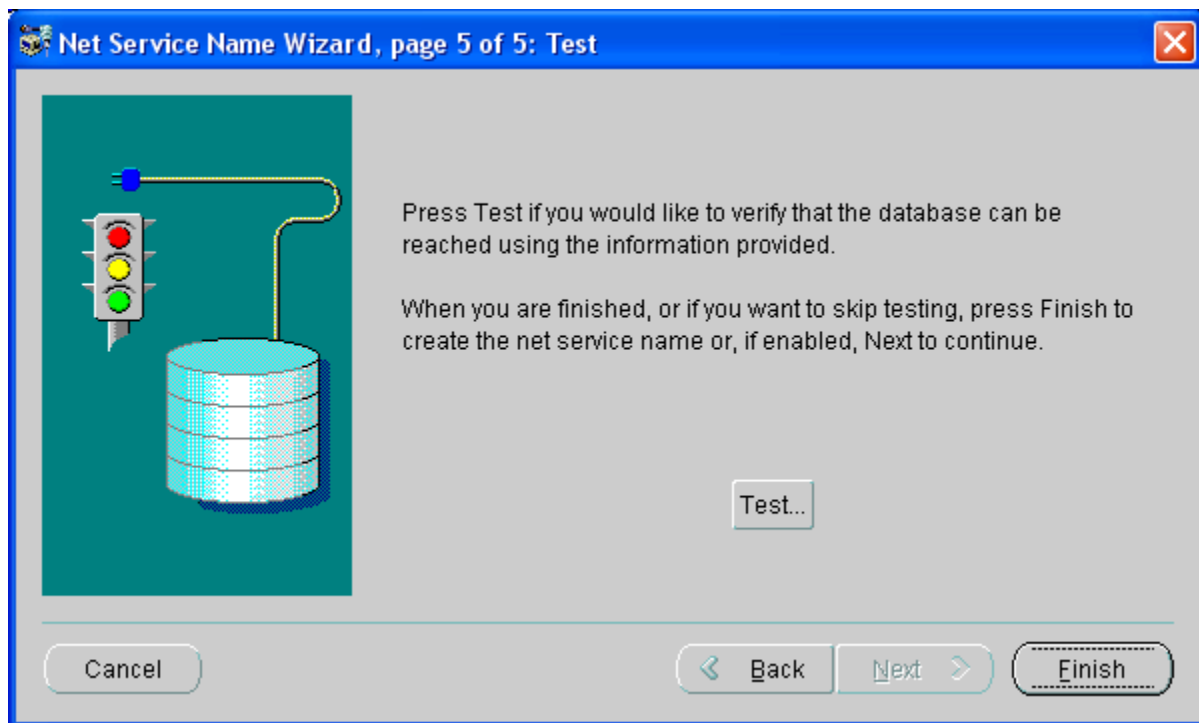 Net Service Name Wizard, page 5 of 5: Test
Press Test if you would like to verify that the database can be
reached using the information provided.
When you are finished, or if you want to skip testing, press Finish to
create the net service name or, if enabled, Next to continue.
Test...
Cancel
Back
Next
Finish